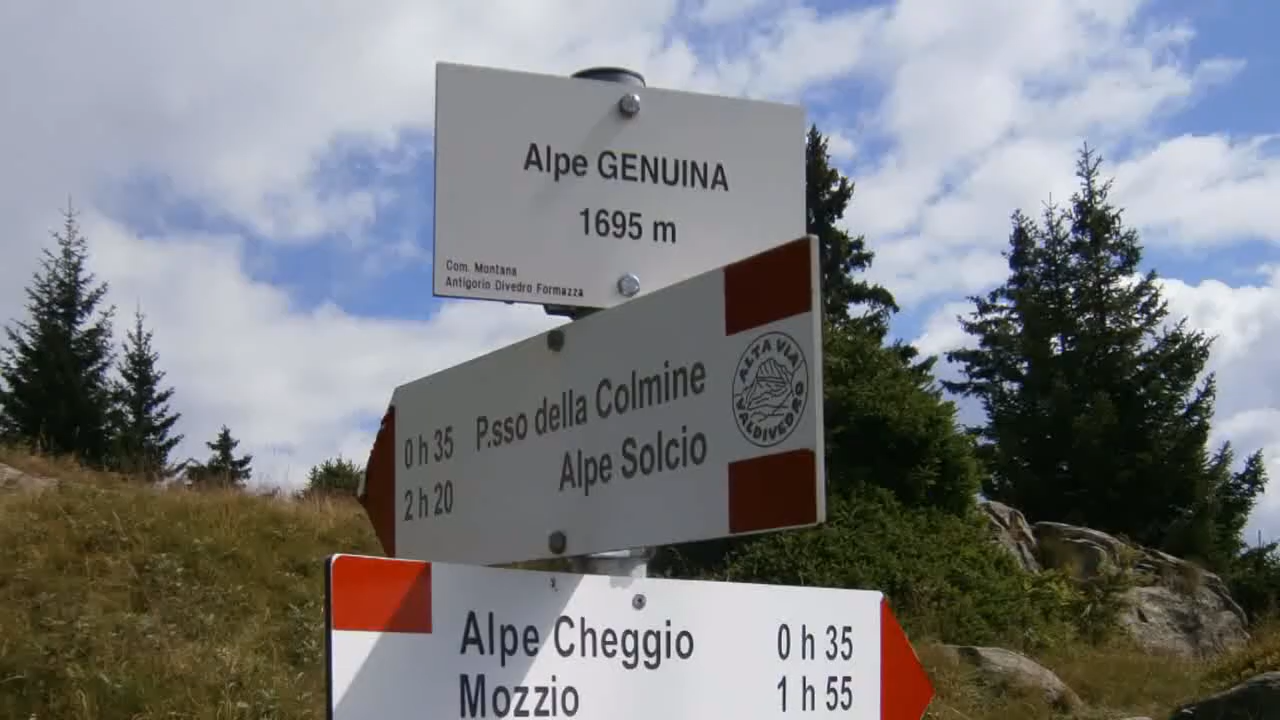 Alpe GENUINA
1695 m
Com. Montana
Antigorio Divedro Formazza
0 h 35 P.sso della Colmine
2 h 20 Alpe Solcio
ALTA VIA
VALDIVEDRO
Alpe Cheggio 0 h 35
Mozzio 1 h 55